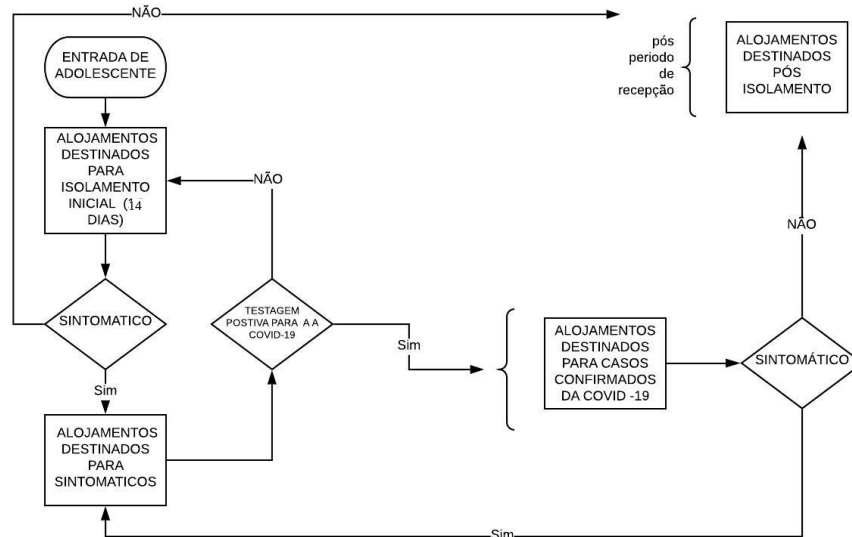 NÃO
ENTRADA DE
ADOLESCENTE
pós
periodo
de
recepção
ALOJAMENTOS
DESTINADOS
PÓS
ISOLAMENTO
ALOJAMENTOS
DESTINADOS
PARA
ISOLAMENTO
INICIAL (14
DIAS)
NÃO
NÃO
SINTOMATICO
TESTAGEM
POSTIVA PARA A A
COVID-19
Sim
ALOJAMENTOS
DESTINADOS
PARA CASOS
CONFIRMADOS
DA COVID -19
SINTOMÁTICO
Sim
ALOJAMENTOS
DESTINADOS
PARA
SINTOMATICOS
Sim